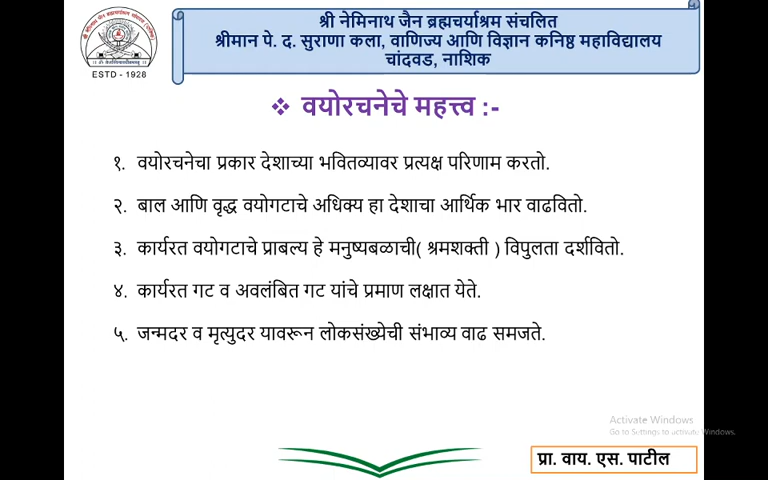 श्री नेमिनाथ जैन ब्रह्मचर्याश्रम संचलित
श्रीमान पे. द. सुराणा कला, वाणिज्य आणि विज्ञान कनिष्ठ महाविद्यालय
चांदवड, नाशिक
ESTD - 1928
❖ वयोरचनेचे महत्त्व :-
१. वयोरचनेचा प्रकार देशाच्या भवितव्यावर प्रत्यक्ष परिणाम करतो.
२. बाल आणि वृद्ध वयोगटाचे अधिक्य हा देशाचा आर्थिक भार वाढवितो.
३. कार्यरत वयोगटाचे प्राबल्य हे मनुष्यबळाची( श्रमशक्ती ) विपुलता दर्शवितो.
४. कार्यरत गट व अवलंबित गट यांचे प्रमाण लक्षात येते.
५. जन्मदर व मृत्युदर यावरून लोकसंख्येची संभाव्य वाढ समजते.
Activate Windows
Go to Settings to activate Windows.
प्रा. वाय. एस. पाटील